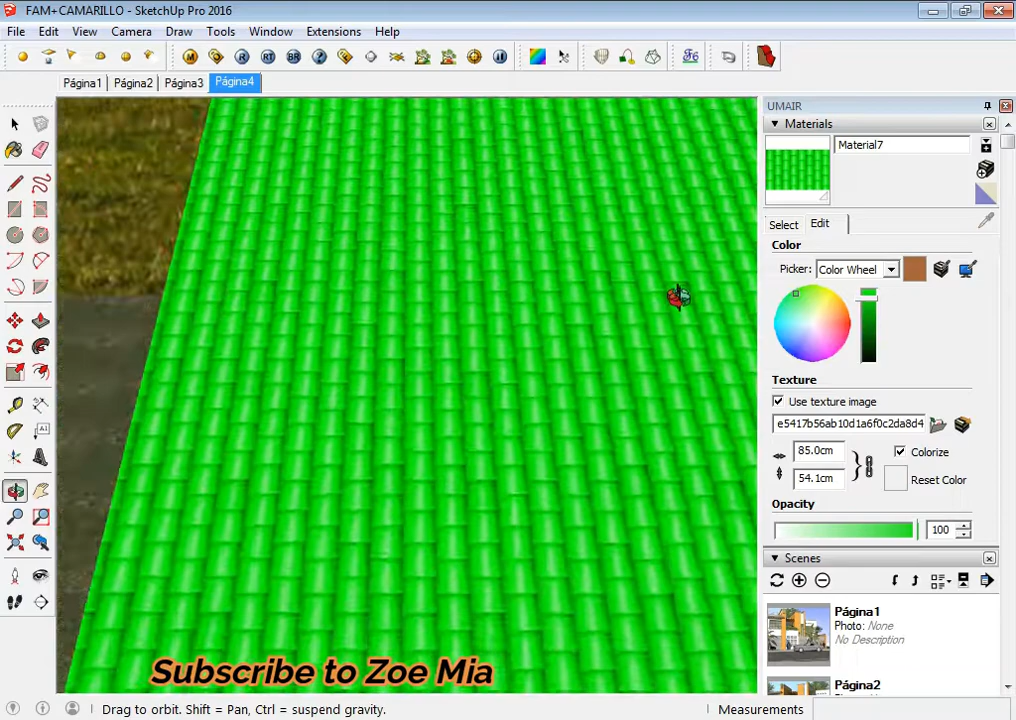 FAM+CAMARILLO - SketchUp Pro 2016
File Edit View Camera Draw Tools Window Extensions Help
M R RT BR ?
Página1 Página2 Página3 Página4
UMAIR
Materials
Material7
Select Edit
Color
Picker: Color Wheel
Texture
Use texture image
e5417b56ab10d1a6f0c2da8d4
85.0cm
Colorize
54.1cm
Reset Color
Opacity
100
Scenes
Página1
Photo: None
No Description
Página2
Subscribe to Zoe Mia
Drag to orbit. Shift = Pan, Ctrl = suspend gravity.
Measurements